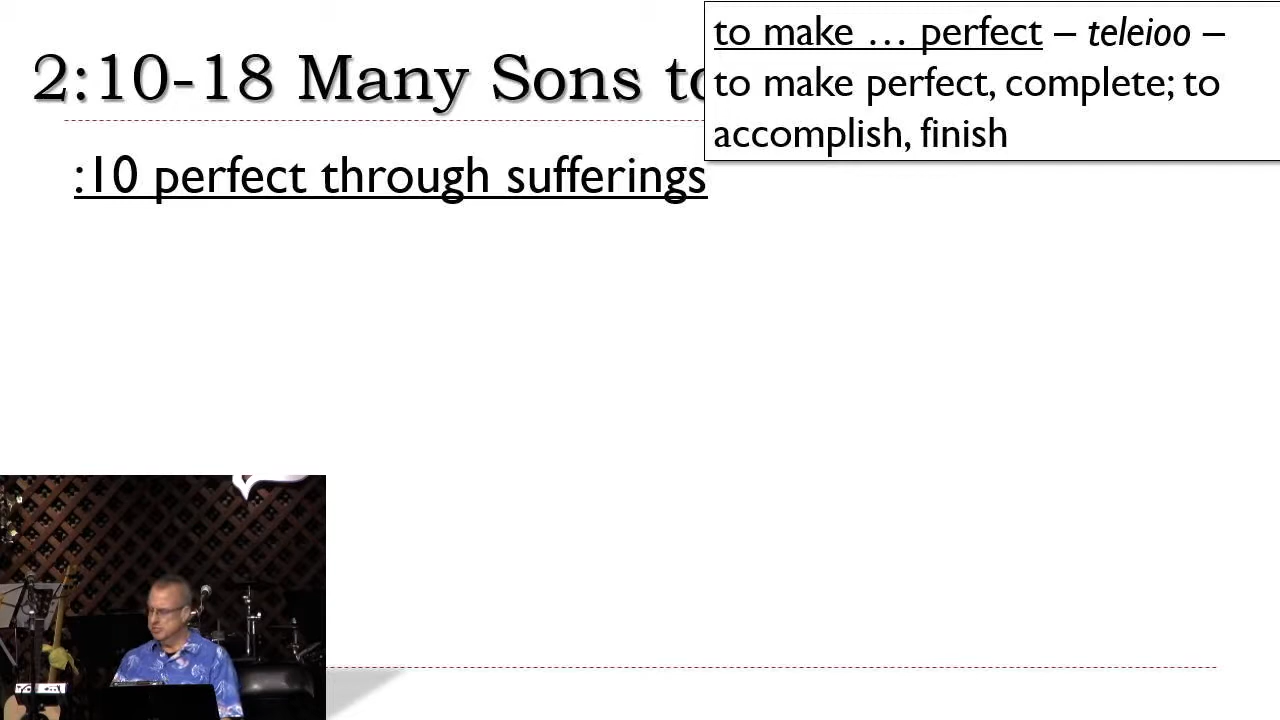 2:10-18 Many Sons to
to make … perfect – teleioo –
to make perfect, complete; to
accomplish, finish
:10 perfect through sufferings